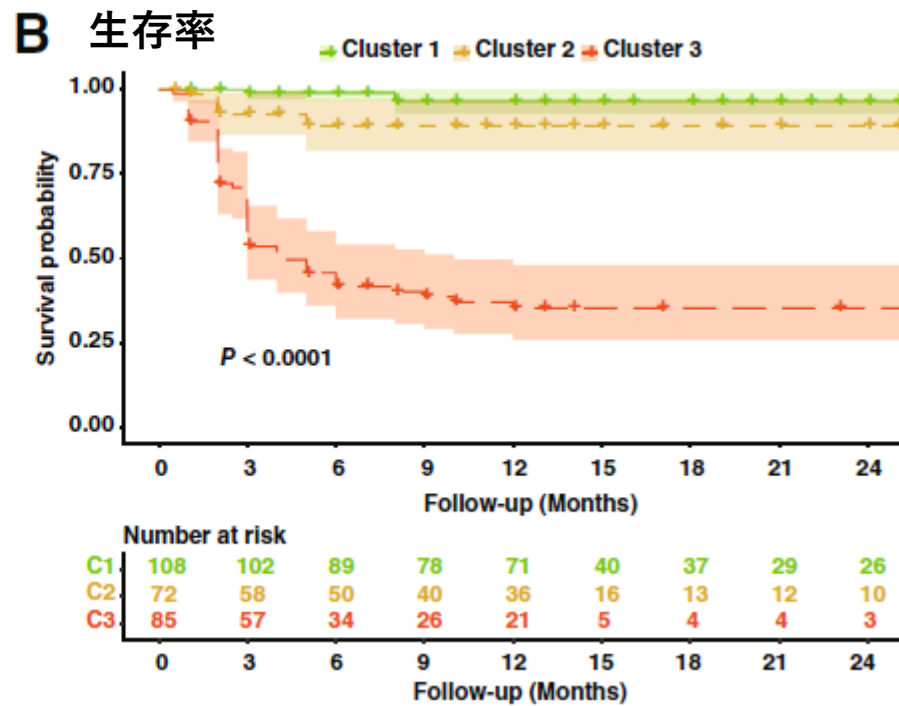 B 生存率
Cluster 1 Cluster 2 Cluster 3
1.00
0.75
0.50
0.25
0.00
Survival probability
P < 0.0001
0 3 6 9 12 15 18 21 24
Follow-up (Months)
Number at risk
C1 108 102 89 78 71 40 37 29 26
C2 72 58 50 40 36 16 13 12 10
C3 85 57 34 26 21 5 4 4 3
0 3 6 9 12 15 18 21 24
Follow-up (Months)